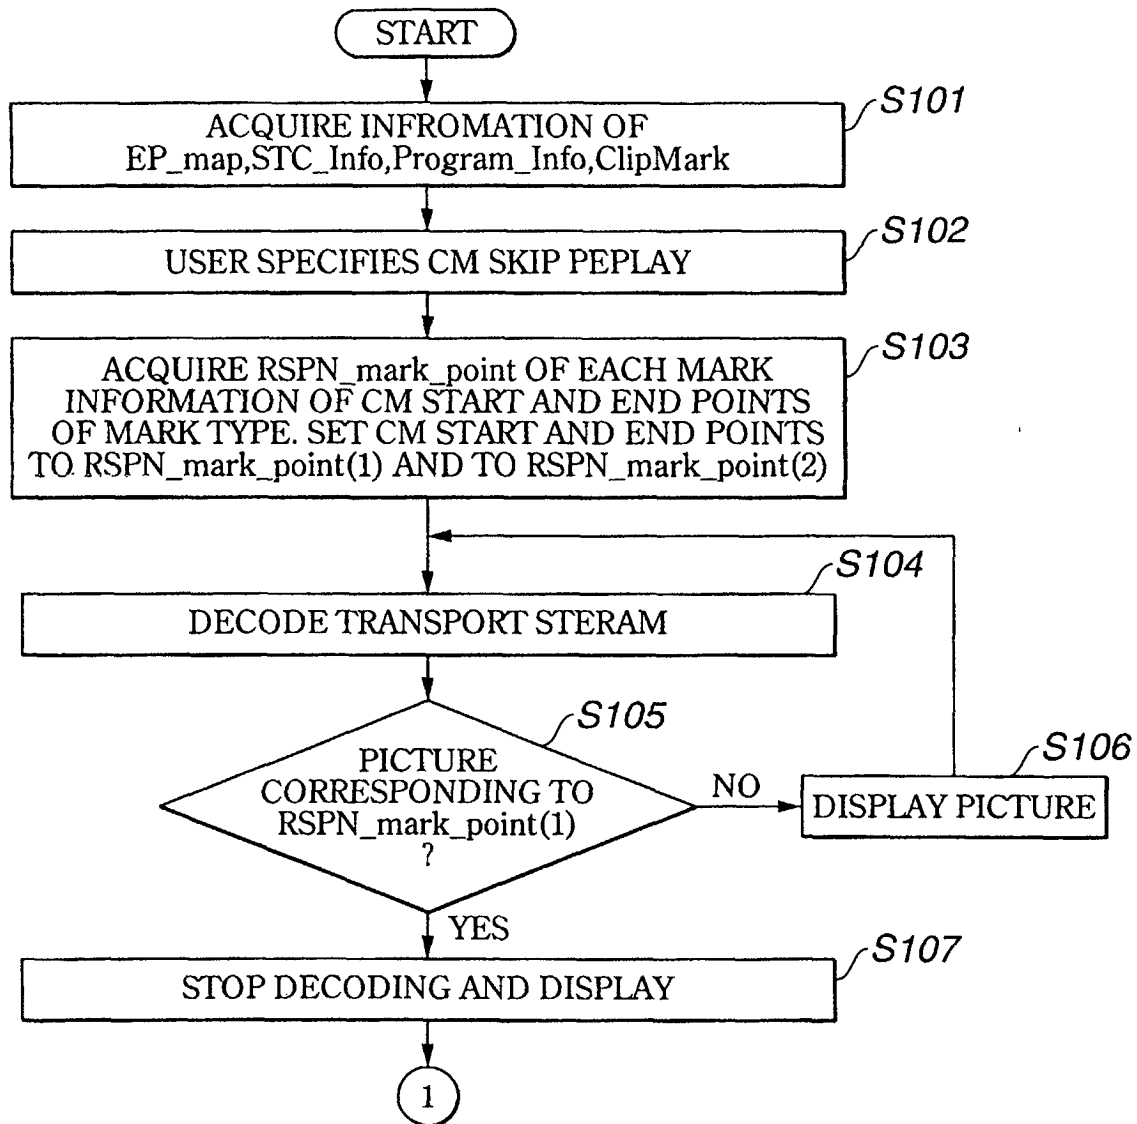 START
S101
ACQUIRE INFROMATION OF
EP_map,STC_Info,Program_Info,ClipMark
S102
USER SPECIFIES CM SKIP PEPLAY
S103
ACQUIRE RSPN_mark_point OF EACH MARK
INFORMATION OF CM START AND END POINTS
OF MARK TYPE. SET CM START AND END POINTS
TO RSPN_mark_point(1) AND TO RSPN_mark_point(2)
S104
DECODE TRANSPORT STERAM
S105
PICTURE
CORRESPONDING TO
RSPN_mark_point(1)
?
NO
S106
DISPLAY PICTURE
YES
S107
STOP DECODING AND DISPLAY
1